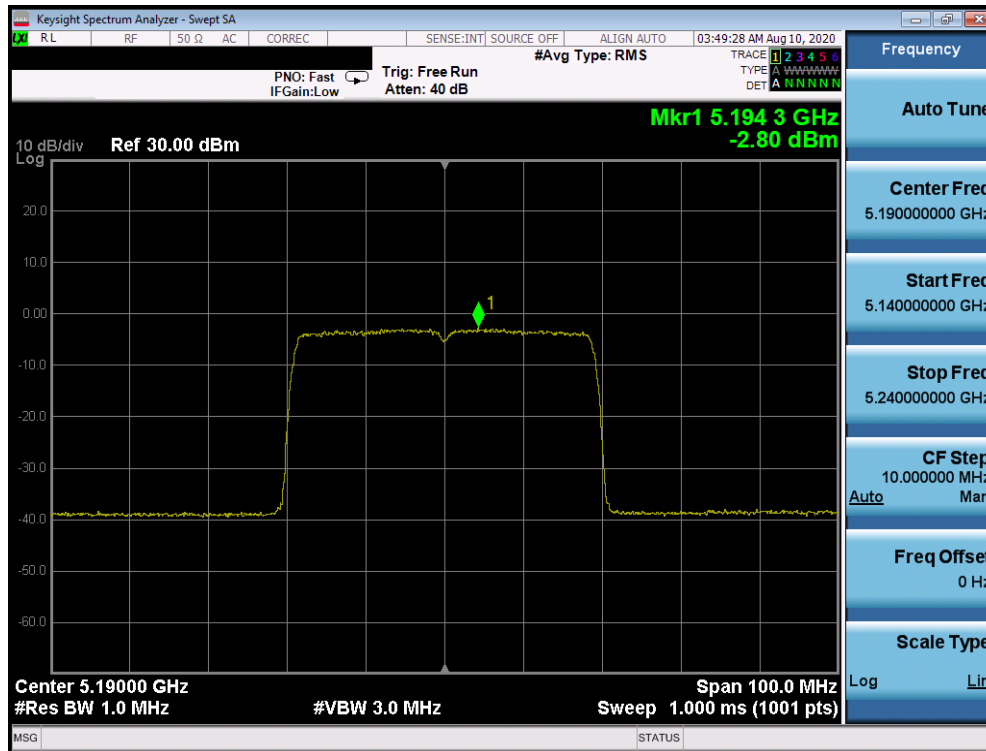 Keysight Spectrum Analyzer - Swept SA
LXI RL RF 50 Ω AC CORREC SENSE:INT SOURCE OFF ALIGN AUTO 03:49:28 AM Aug 10, 2020
#Avg Type: RMS
TRACE 1 2 3 4 5 6
PNO: Fast Trig: Free Run TYPE A WWWWW
IFGain:Low Atten: 40 dB DET A N N N N N
Mkr1 5.194 3 GHz
-2.80 dBm
10 dB/div Ref 30.00 dBm
Log
20.0
10.0
0.00
1
-10.0
-20.0
-30.0
-40.0
-50.0
-60.0
Center 5.19000 GHz Span 100.0 MHz
#Res BW 1.0 MHz #VBW 3.0 MHz Sweep 1.000 ms (1001 pts)
MSG STATUS
Frequency
Auto Tune
Center Freq
5.190000000 GHz
Start Freq
5.140000000 GHz
Stop Freq
5.240000000 GHz
CF Step
10.000000 MHz
Auto Man
Freq Offset
0 Hz
Scale Type
Log Lin